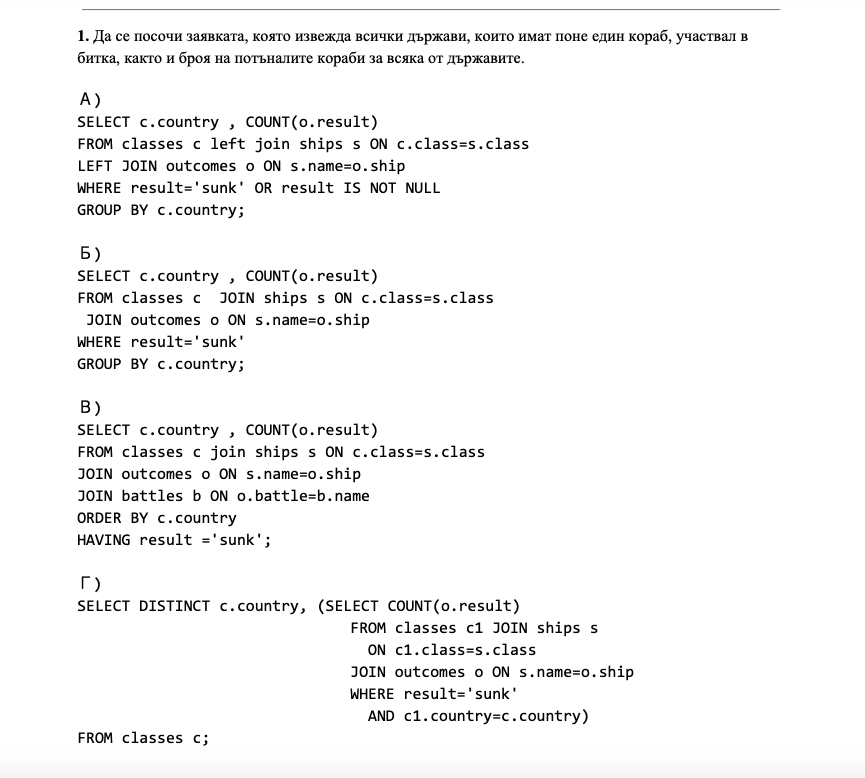 1. Да се посочи заявката, която извежда всички държави, които имат поне един кораб, участвал в
битка, както и броя на потъналите кораби за всяка от държавите.
А)
SELECT c.country , COUNT(o.result)
FROM classes c left join ships s ON c.class=s.class
LEFT JOIN outcomes o ON s.name=o.ship
WHERE result='sunk' OR result IS NOT NULL
GROUP BY c.country;
Б)
SELECT c.country , COUNT(o.result)
FROM classes c  JOIN ships s ON c.class=s.class
 JOIN outcomes o ON s.name=o.ship
WHERE result='sunk'
GROUP BY c.country;
В)
SELECT c.country , COUNT(o.result)
FROM classes c join ships s ON c.class=s.class
JOIN outcomes o ON s.name=o.ship
JOIN battles b ON o.battle=b.name
ORDER BY c.country
HAVING result ='sunk';
Г)
SELECT DISTINCT c.country, (SELECT COUNT(o.result)
FROM classes c1 JOIN ships s
ON c1.class=s.class
JOIN outcomes o ON s.name=o.ship
WHERE result='sunk'
AND c1.country=c.country)
FROM classes c;